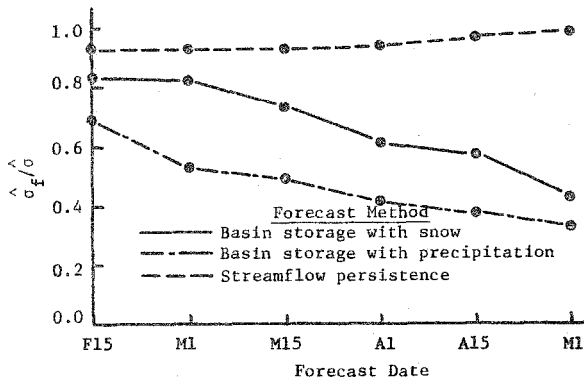 1.0
0.8
0.6
0.4
0.2
0.0
σ̂f/σ̂
Forecast Method
Basin storage with snow
Basin storage with precipitation
Streamflow persistence
F15 M1 M15 A1 A15 M1
Forecast Date